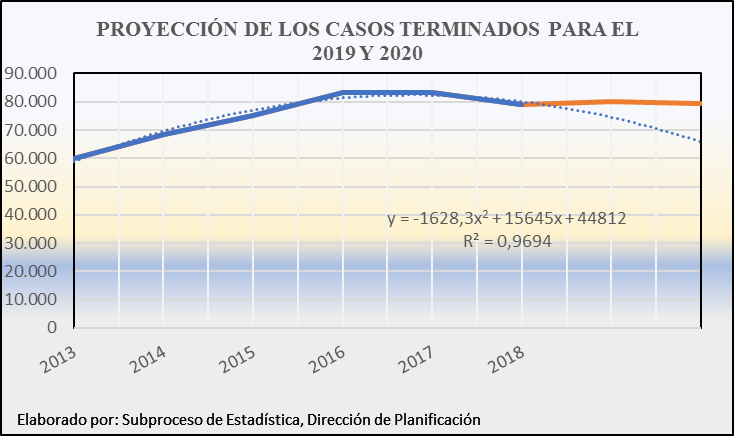 PROYECCIÓN DE LOS CASOS TERMINADOS PARA EL
2019 Y 2020
90.000
80.000
70.000
60.000
50.000
40.000
30.000
20.000
10.000
0
y = -1628,3x² + 15645x + 44812
R² = 0,9694
2013 2014 2015 2016 2017 2018
Elaborado por: Subproceso de Estadística, Dirección de Planificación